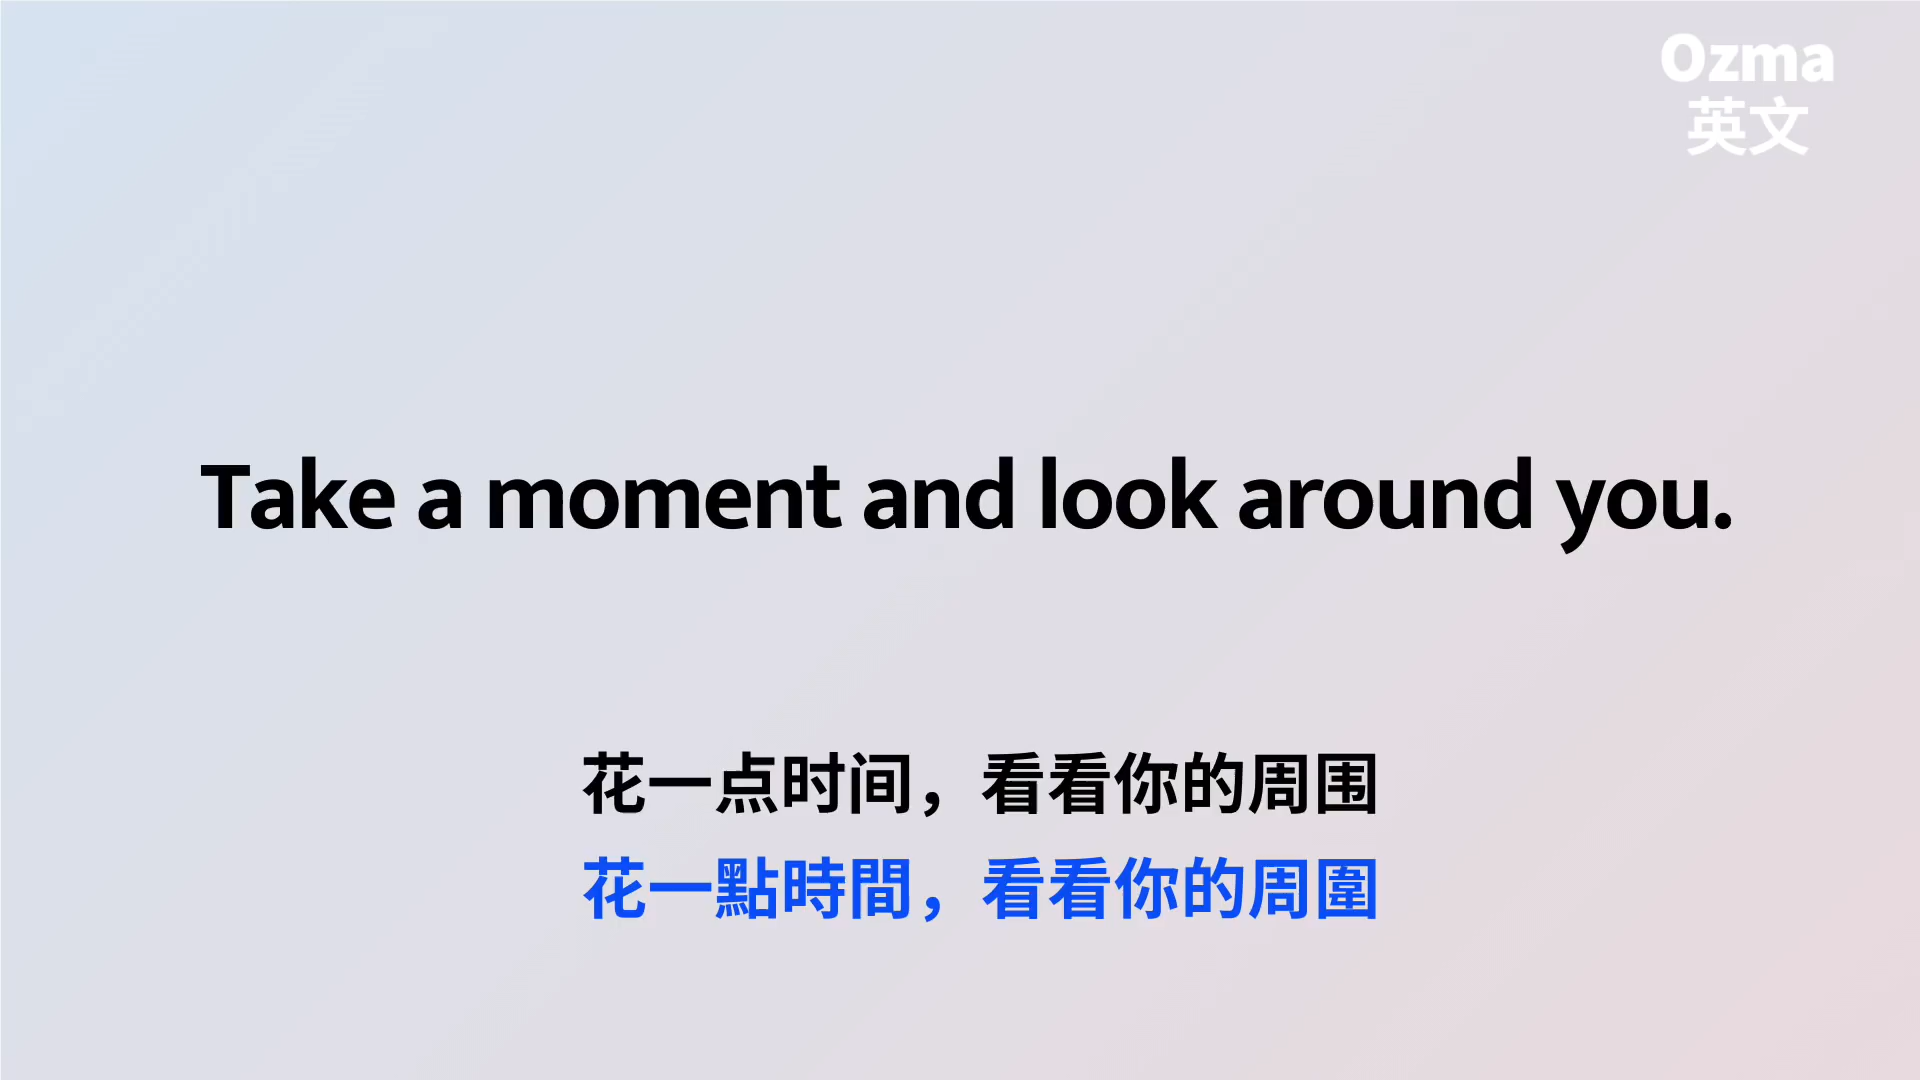 Ozma
英文
Take a moment and look around you.
花一点时间，看看你的周围
花一點時間，看看你的周圍